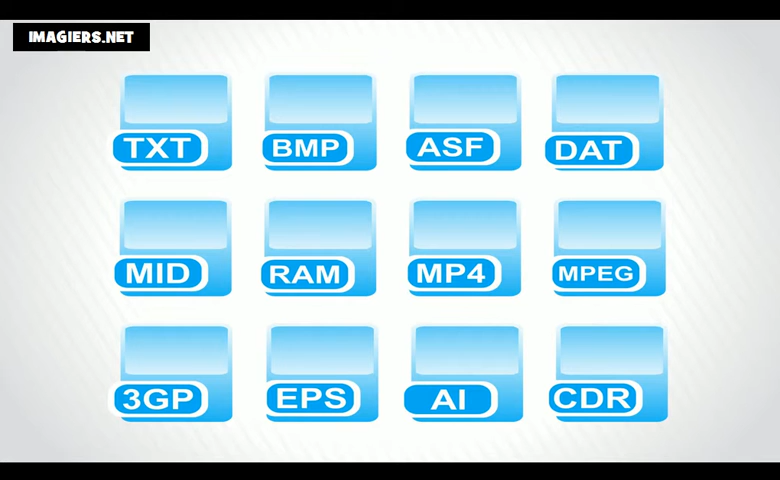 IMAGIERS.NET
TXT BMP ASF DAT
MID RAM MP4 MPEG
3GP EPS AI CDR